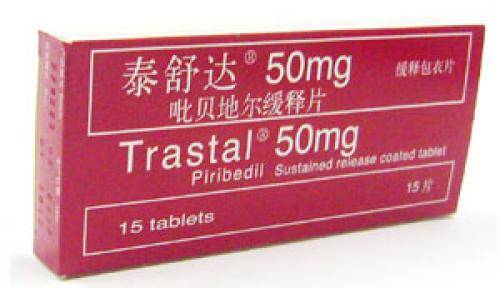 泰舒达® 50mg 缓释包衣片
吡贝地尔缓释片
Trastal® 50mg
Piribedil Sustained release coated tablet
15 tablets 15片